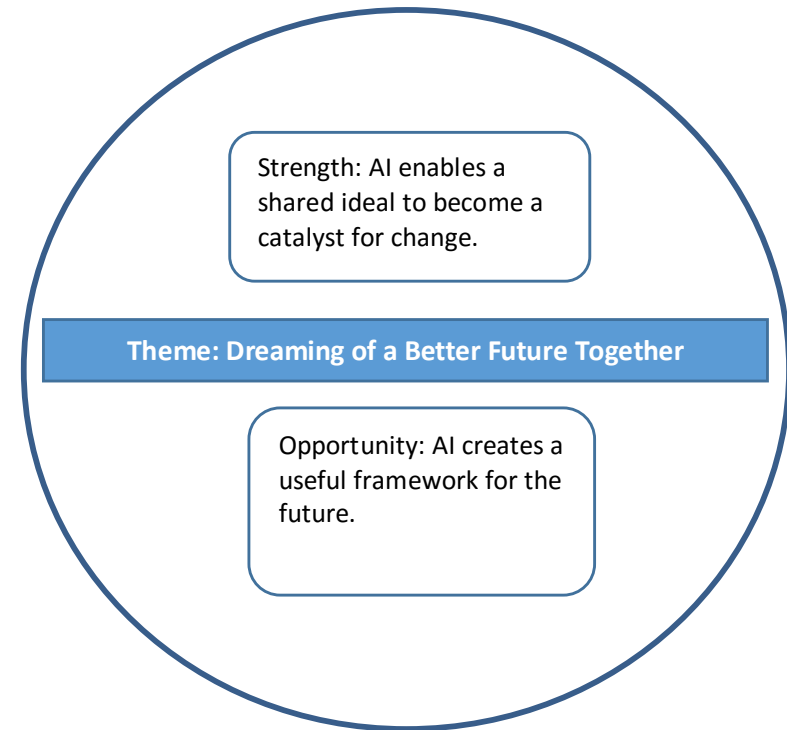 Strength: AI enables a
shared ideal to become a
catalyst for change.
Theme: Dreaming of a Better Future Together
Opportunity: AI creates a
useful framework for the
future.